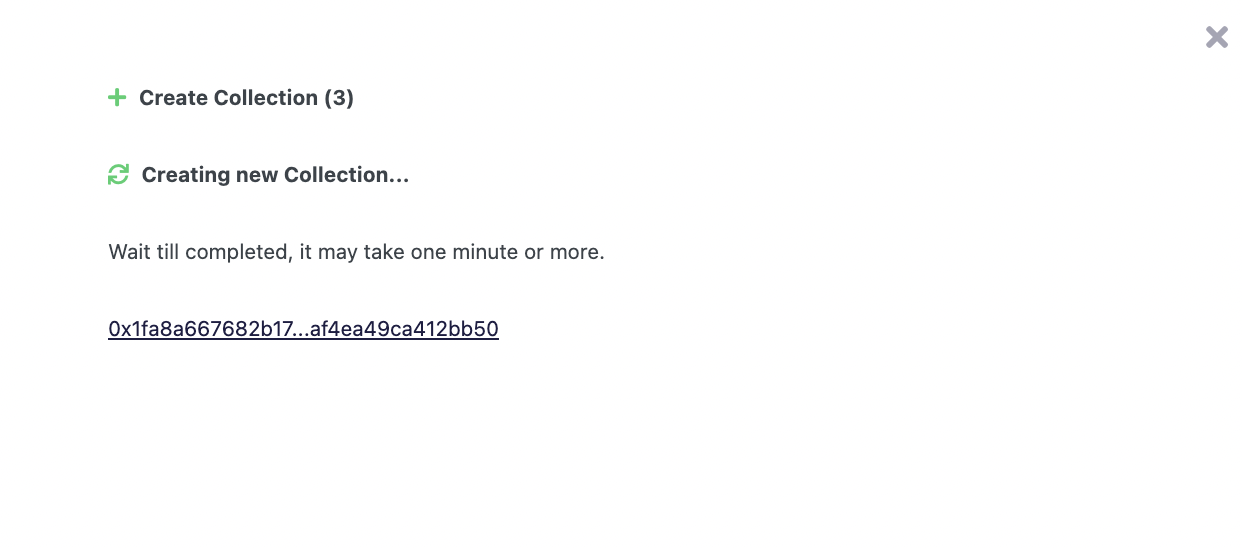 Create Collection (3)
Creating new Collection...
Wait till completed, it may take one minute or more.
0x1fa8a667682b17...af4ea49ca412bb50